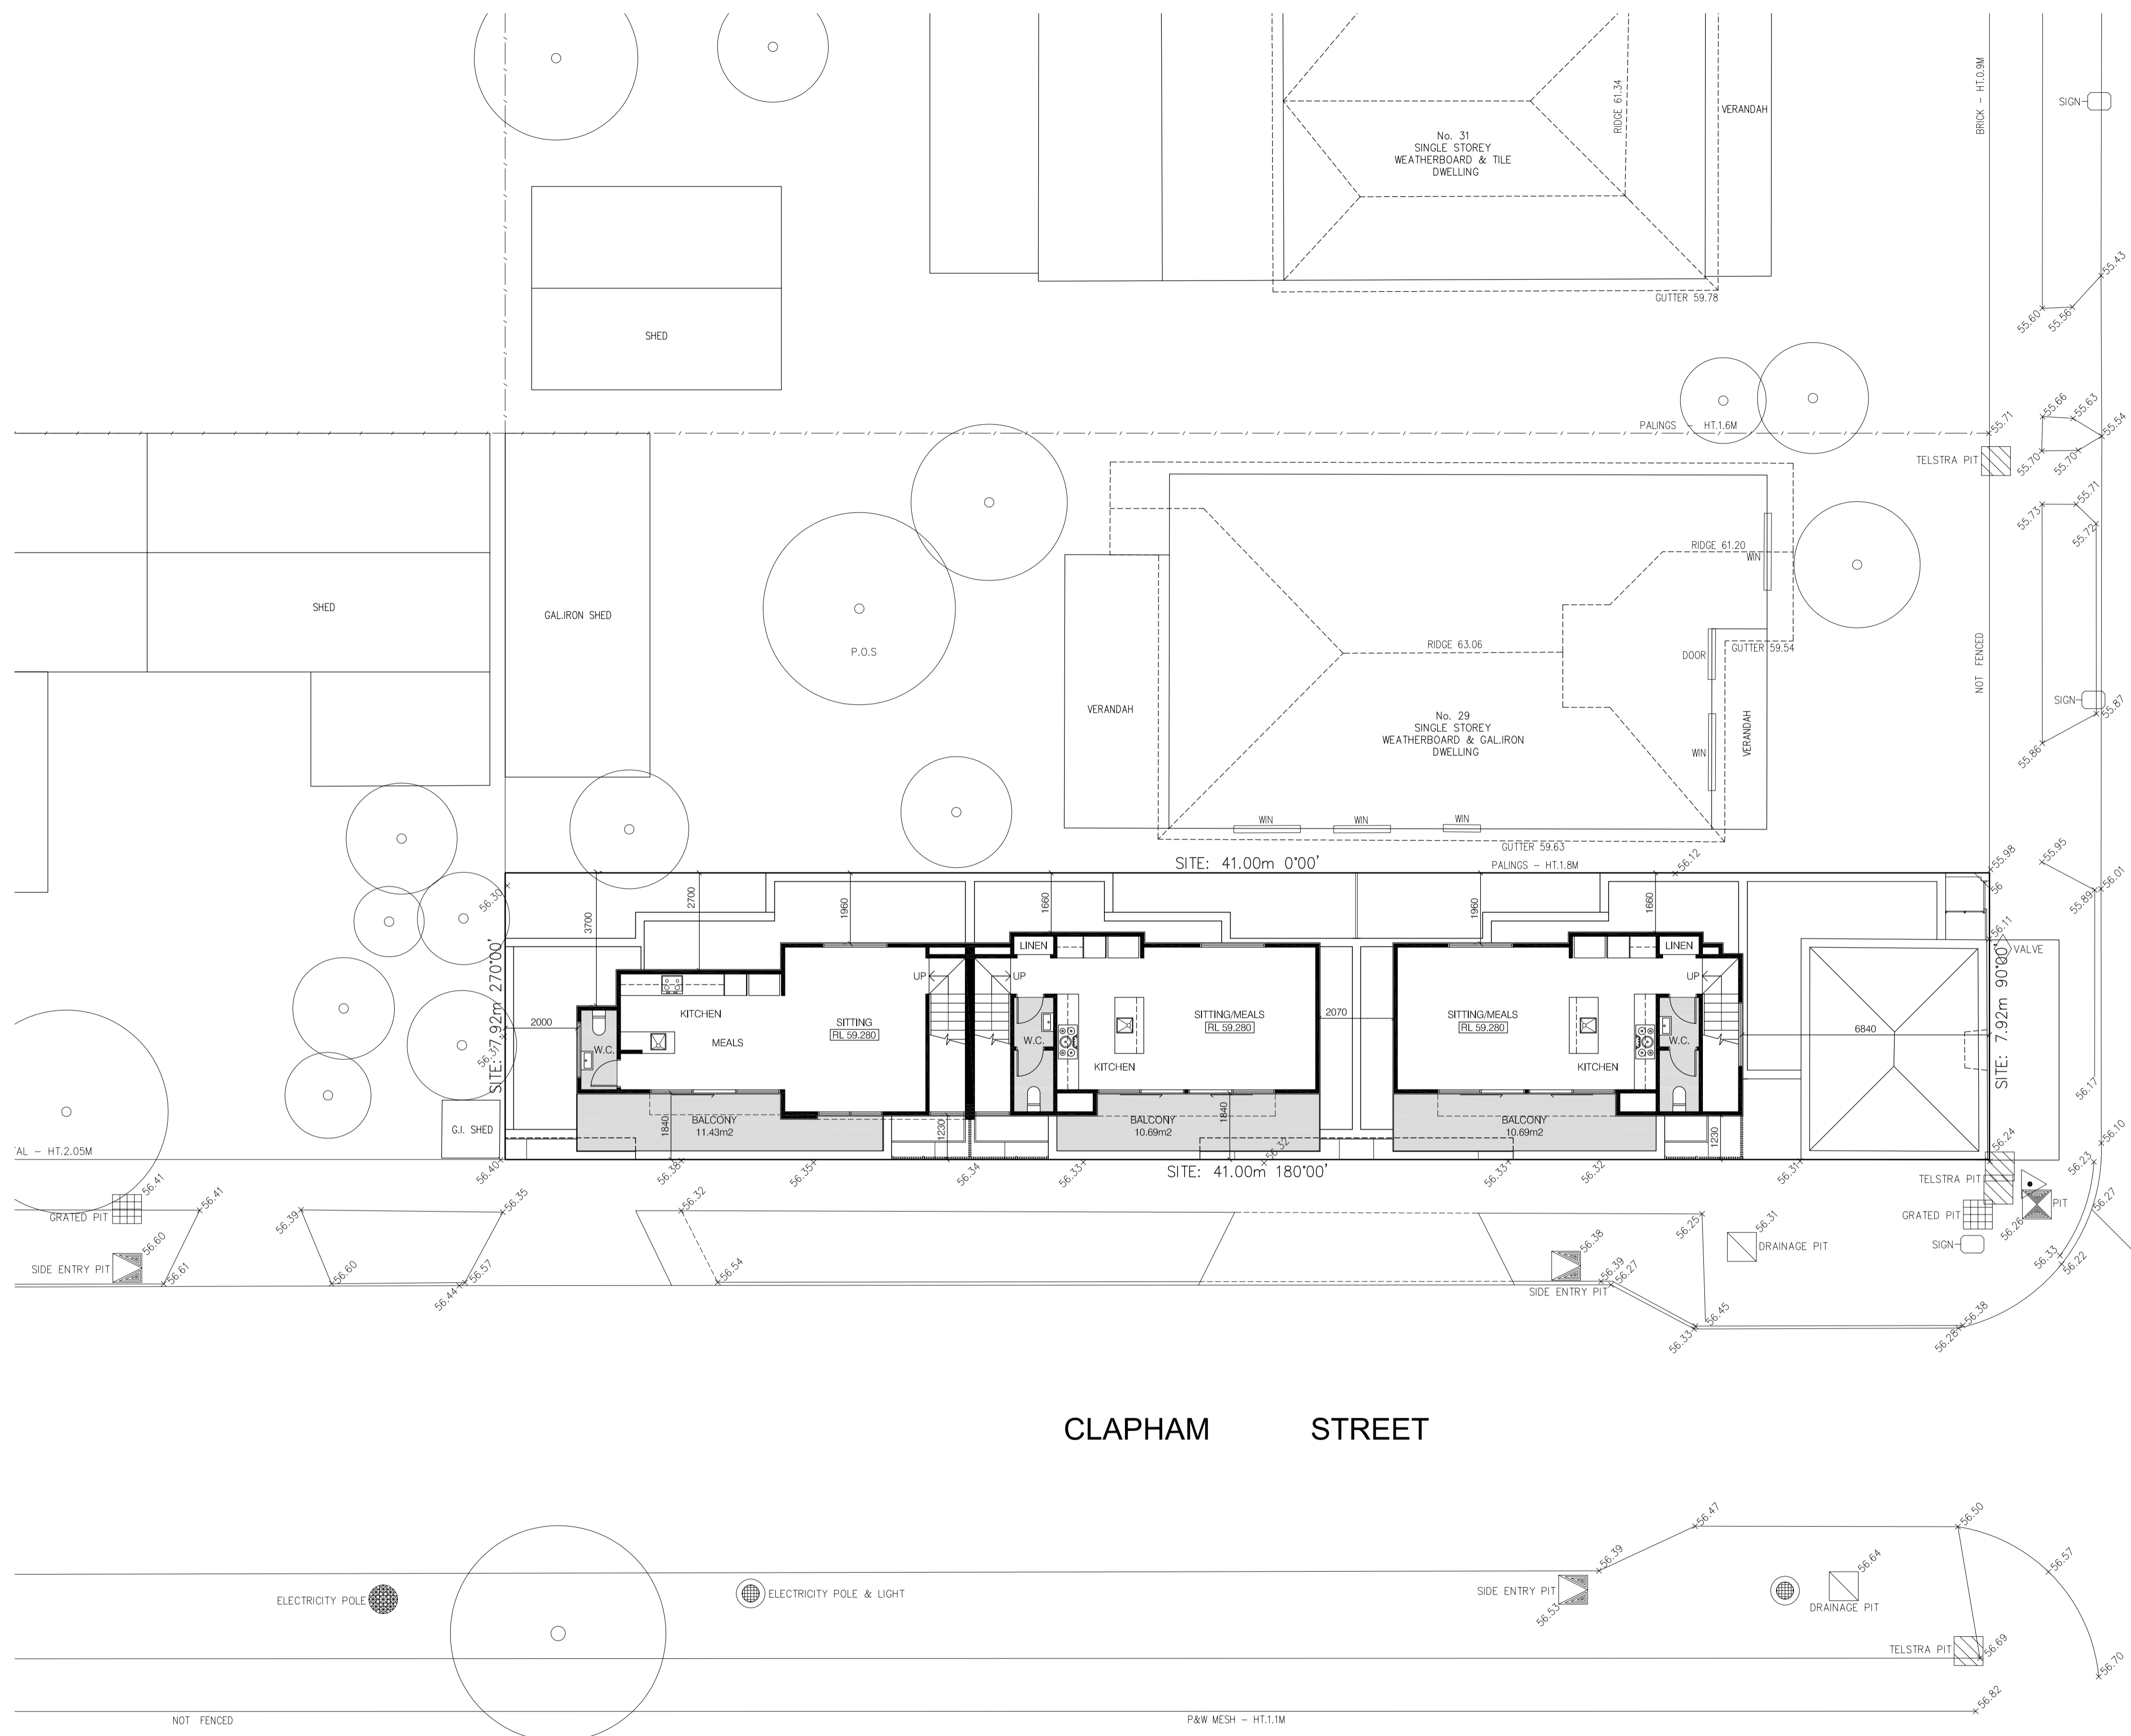 BRICK - HT.0.9M
SIGN
RIDGE 61.34
VERANDAH
No. 31
SINGLE STOREY
WEATHERBOARD & TILE
DWELLING
GUTTER 59.78
55.43
55.60
55.56
SHED
PALINGS - HT.1.6M
55.71
55.66
55.63
55.54
TELSTRA PIT
55.70
55.70
55.73
55.71
55.72
RIDGE 61.20
WIN
SHED
GAL.IRON SHED
P.O.S
RIDGE 63.06
DOOR
GUTTER 59.54
NOT FENCED
VERANDAH
No. 29
SINGLE STOREY
WEATHERBOARD & GAL.IRON
DWELLING
WIN
VERANDAH
SIGN
55.87
55.86
WIN
WIN
WIN
GUTTER 59.63
SITE: 41.00m 0°00'
PALINGS - HT.1.8M
56.12
55.98
55.95
56.01
55.89
56
56.11
VALVE
56.30
3700
2700
1960
1660
1960
1660
LINEN
LINEN
UP
UP
UP
SITE: 7.92m 270°00'
56.31
2000
KITCHEN
W.C.
MEALS
SITTING
RL 59.280
W.C.
SITTING/MEALS
RL 59.280
KITCHEN
2070
SITTING/MEALS
RL 59.280
KITCHEN
W.C.
6840
SITE: 7.92m 90°00'
56.17
G.I. SHED
1840
BALCONY
11.43m2
1230
BALCONY
10.69m2
1840
BALCONY
10.69m2
1230
56.24
56.10
AL - HT.2.05M
56.40
56.38
56.35
56.34
56.33
56.32
SITE: 41.00m 180°00'
56.33
56.32
56.31
56.23
TELSTRA PIT
PIT
56.27
GRATED PIT
56.26
SIGN
56.33
56.22
GRATED PIT
56.41
56.41
56.39
56.35
56.32
56.25
56.31
DRAINAGE PIT
SIDE ENTRY PIT
56.60
56.61
56.60
56.57
56.44
56.54
56.38
56.39
56.27
SIDE ENTRY PIT
56.45
56.33
56.28
56.38
CLAPHAM STREET
56.47
56.50
56.39
56.57
56.64
ELECTRICITY POLE
ELECTRICITY POLE & LIGHT
SIDE ENTRY PIT
56.53
DRAINAGE PIT
TELSTRA PIT
56.69
56.70
56.82
NOT FENCED
P&W MESH - HT.1.1M